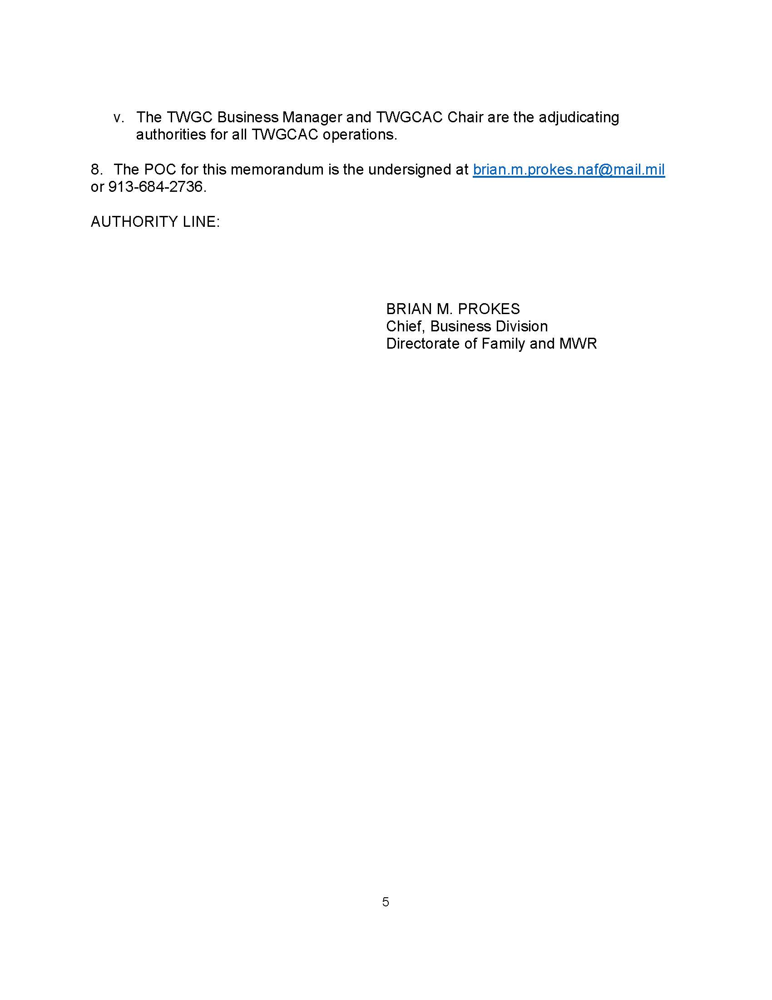 v. The TWGC Business Manager and TWGCAC Chair are the adjudicating
authorities for all TWGCAC operations.
8. The POC for this memorandum is the undersigned at brian.m.prokes.naf@mail.mil
or 913-684-2736.
AUTHORITY LINE:
BRIAN M. PROKES
Chief, Business Division
Directorate of Family and MWR
5